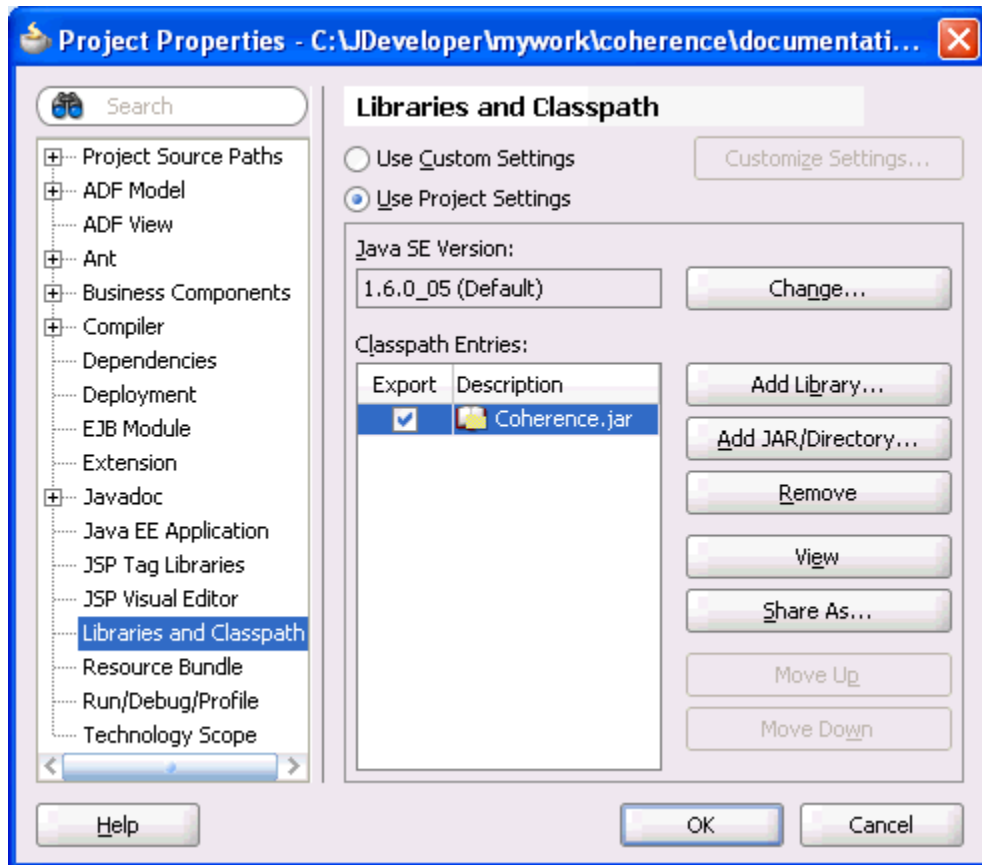 Project Properties - C:\JDeveloper\mywork\coherence\documentati...
Search
Project Source Paths
ADF Model
ADF View
Ant
Business Components
Compiler
Dependencies
Deployment
EJB Module
Extension
Javadoc
Java EE Application
JSP Tag Libraries
JSP Visual Editor
Libraries and Classpath
Resource Bundle
Run/Debug/Profile
Technology Scope
Libraries and Classpath
Use Custom Settings
Customize Settings...
Use Project Settings
Java SE Version:
1.6.0_05 (Default)
Change...
Classpath Entries:
Export Description
Coherence.jar
Add Library...
Add JAR/Directory...
Remove
View
Share As...
Move Up
Move Down
Help
OK
Cancel